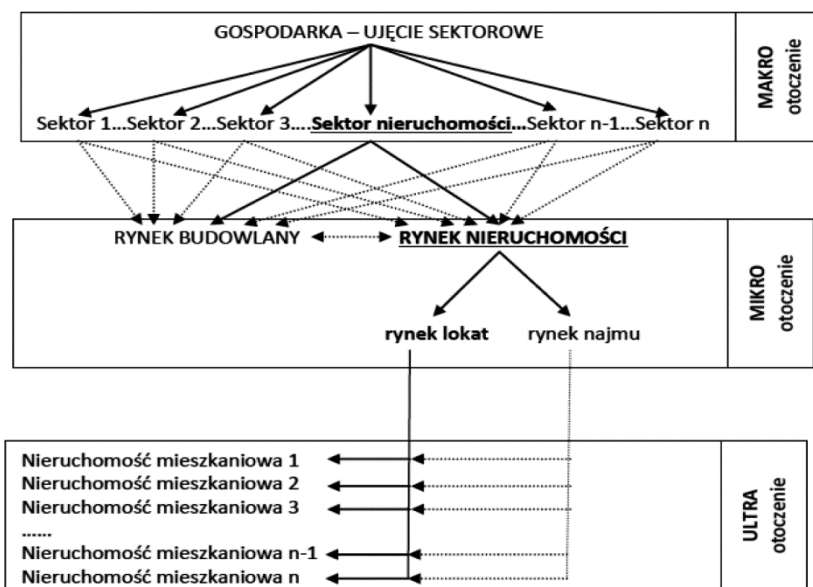 GOSPODARKA – UJĘCIE SEKTOROWE
Sektor 1...Sektor 2...Sektor 3....Sektor nieruchomości...Sektor n-1...Sektor n
MAKRO
otoczenie
RYNEK BUDOWLANY
RYNEK NIERUCHOMOŚCI
rynek lokat
rynek najmu
MIKRO
otoczenie
Nieruchomość mieszkaniowa 1
Nieruchomość mieszkaniowa 2
Nieruchomość mieszkaniowa 3
......
Nieruchomość mieszkaniowa n-1
Nieruchomość mieszkaniowa n
ULTRA
otoczenie